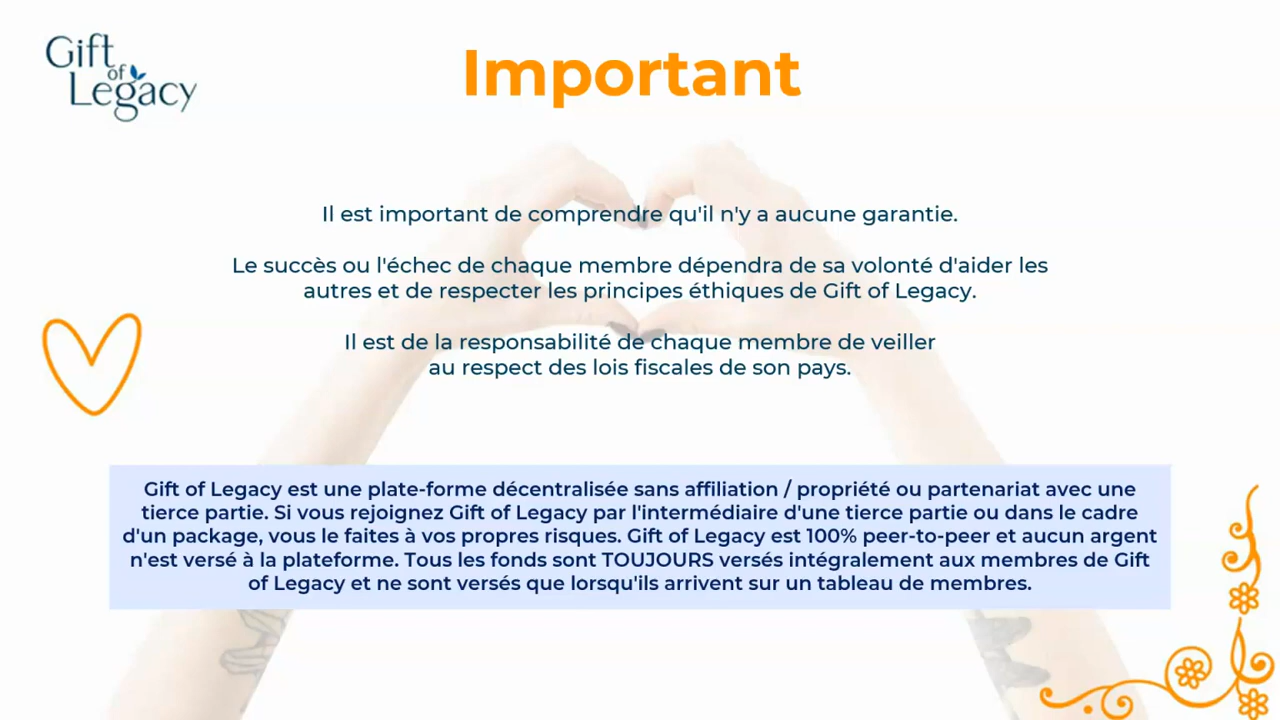 Gift
of
Legacy
Important
Il est important de comprendre qu'il n'y a aucune garantie.
Le succès ou l'échec de chaque membre dépendra de sa volonté d'aider les
autres et de respecter les principes éthiques de Gift of Legacy.
Il est de la responsabilité de chaque membre de veiller
au respect des lois fiscales de son pays.
Gift of Legacy est une plate-forme décentralisée sans affiliation / propriété ou partenariat avec une
tierce partie. Si vous rejoignez Gift of Legacy par l'intermédiaire d'une tierce partie ou dans le cadre
d'un package, vous le faites à vos propres risques. Gift of Legacy est 100% peer-to-peer et aucun argent
n'est versé à la plateforme. Tous les fonds sont TOUJOURS versés intégralement aux membres de Gift
of Legacy et ne sont versés que lorsqu'ils arrivent sur un tableau de membres.